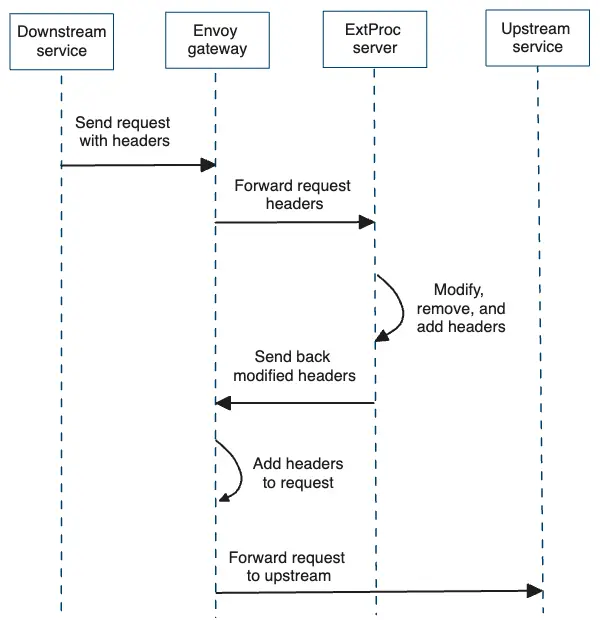 Downstream
service
Envoy
gateway
ExtProc
server
Upstream
service
Send request
with headers
Forward request
headers
Modify,
remove, and
add headers
Send back
modified headers
Add headers
to request
Forward request
to upstream